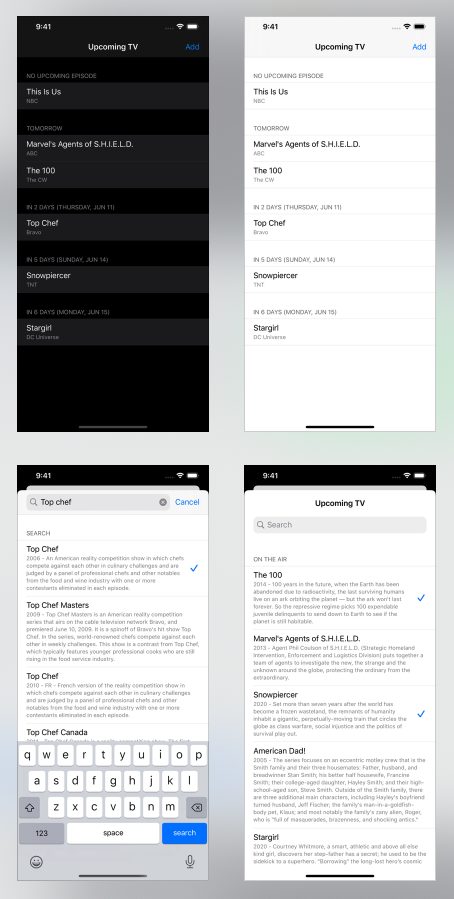 9:41
Upcoming TV
Add
NO UPCOMING EPISODE
This Is Us
NBC
TOMORROW
Marvel's Agents of S.H.I.E.L.D.
ABC
The 100
The CW
IN 2 DAYS (THURSDAY, JUN 11)
Top Chef
Bravo
IN 5 DAYS (SUNDAY, JUN 14)
Snowpiercer
TNT
IN 6 DAYS (MONDAY, JUN 15)
Stargirl
DC Universe
9:41
Upcoming TV
Add
NO UPCOMING EPISODE
This Is Us
NBC
TOMORROW
Marvel's Agents of S.H.I.E.L.D.
ABC
The 100
The CW
IN 2 DAYS (THURSDAY, JUN 11)
Top Chef
Bravo
IN 5 DAYS (SUNDAY, JUN 14)
Snowpiercer
TNT
IN 6 DAYS (MONDAY, JUN 15)
Stargirl
DC Universe
9:41
Top chef
Cancel
SEARCH
Top Chef
2006 - An American reality competition show in which chefs
compete against each other in culinary challenges and are
judged by a panel of professional chefs and other notables
from the food and wine industry with one or more
contestants eliminated in each episode.
Top Chef Masters
2009 - Top Chef Masters is an American reality competition
series that airs on the cable television network Bravo, and
premiered June 10, 2009. It is a spinoff of Bravo's hit show Top
Chef. In the series, world-renowned chefs compete against each
other in weekly challenges. This show is a contrast from Top Chef,
which typically features younger professional cooks who are still
rising in the food service industry.
Top Chef
2010 - FR - French version of the reality competition show in
which chefs compete against each other in culinary challenges
and are judged by a panel of professional chefs and other
notables from the food and wine industry with one or more
contestants eliminated in each episode.
Top Chef Canada
q w e r t y u i o p
a s d f g h j k l
z x c v b n m
123
space
search
9:41
Upcoming TV
Search
ON THE AIR
The 100
2014 - 100 years in the future, when the Earth has been
abandoned due to radioactivity, the last surviving humans
live on an ark orbiting the planet — but the ark won't last
forever. So the repressive regime picks 100 expendable
juvenile delinquents to send down to Earth to see if the
planet is still habitable.
Marvel's Agents of S.H.I.E.L.D.
2013 - Agent Phil Coulson of S.H.I.E.L.D. (Strategic Homeland
Intervention, Enforcement and Logistics Division) puts together a
team of agents to investigate the new, the strange and the
unknown around the globe, protecting the ordinary from the
extraordinary.
Snowpiercer
2020 - Set more than seven years after the world has
become a frozen wasteland, the remnants of humanity
inhabit a gigantic, perpetually-moving train that circles the
globe as class warfare, social injustice and the politics of
survival play out.
American Dad!
2005 - The series focuses on an eccentric motley crew that is the
Smith family and their three housemates: Father, husband, and
breadwinner Stan Smith; his better half housewife, Francine
Smith; their college-aged daughter, Hayley Smith; and their high-
school-aged son, Steve Smith. Outside of the Smith family, there
are three additional main characters, including Hayley's boyfriend
turned husband, Jeff Fischer; the family's man-in-a-goldfish-
body pet, Klaus; and most notably the family's zany alien, Roger,
who is "full of masquerades, brazenness, and shocking antics."
Stargirl
2020 - Courtney Whitmore, a smart, athletic and above all else
kind girl, discovers her step-father has a secret; he used to be the
sidekick to a superhero. "Borrowing" the long-lost hero's cosmic